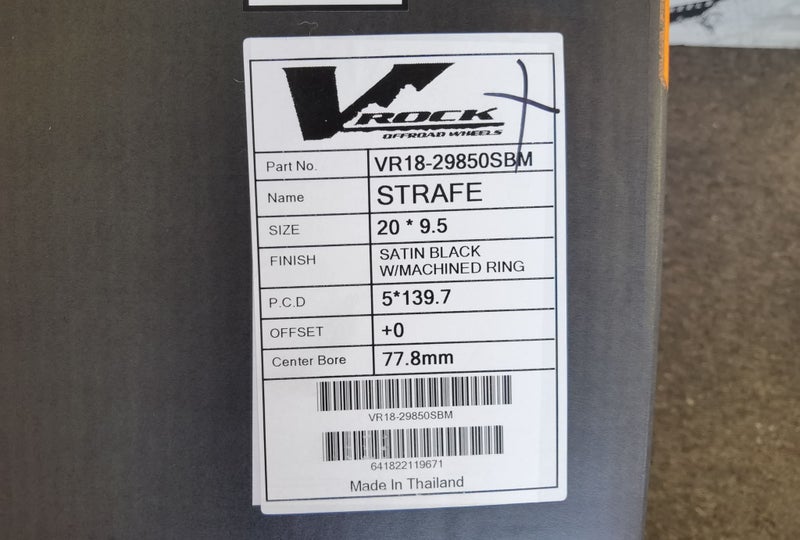 V ROCK
OFFROAD WHEELS
Part No. VR18-29850SBM
Name STRAFE
SIZE 20 * 9.5
FINISH SATIN BLACK
W/MACHINED RING
P.C.D 5*139.7
OFFSET +0
Center Bore 77.8mm
VR18-29850SBM
641822119671
Made In Thailand